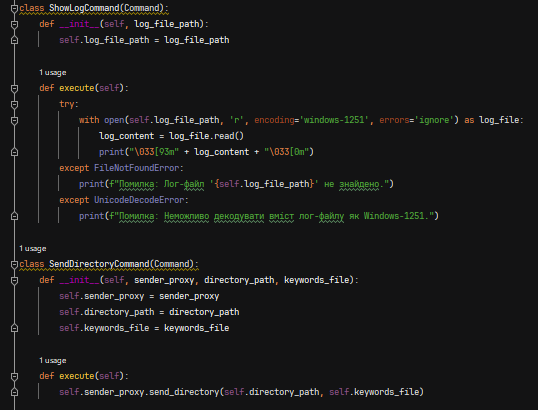 class ShowLogCommand(Command):
    def __init__(self, log_file_path):
        self.log_file_path = log_file_path
    1 usage
    def execute(self):
        try:
            with open(self.log_file_path, 'r', encoding='windows-1251', errors='ignore') as log_file:
                log_content = log_file.read()
                print("\033[93m" + log_content + "\033[0m")
        except FileNotFoundError:
            print(f"Помилка: Лог-файл '{self.log_file_path}' не знайдено.")
        except UnicodeDecodeError:
            print(f"Помилка: Неможливо декодувати вміст лог-файлу як Windows-1251.")
1 usage
class SendDirectoryCommand(Command):
    def __init__(self, sender_proxy, directory_path, keywords_file):
        self.sender_proxy = sender_proxy
        self.directory_path = directory_path
        self.keywords_file = keywords_file
    1 usage
    def execute(self):
        self.sender_proxy.send_directory(self.directory_path, self.keywords_file)